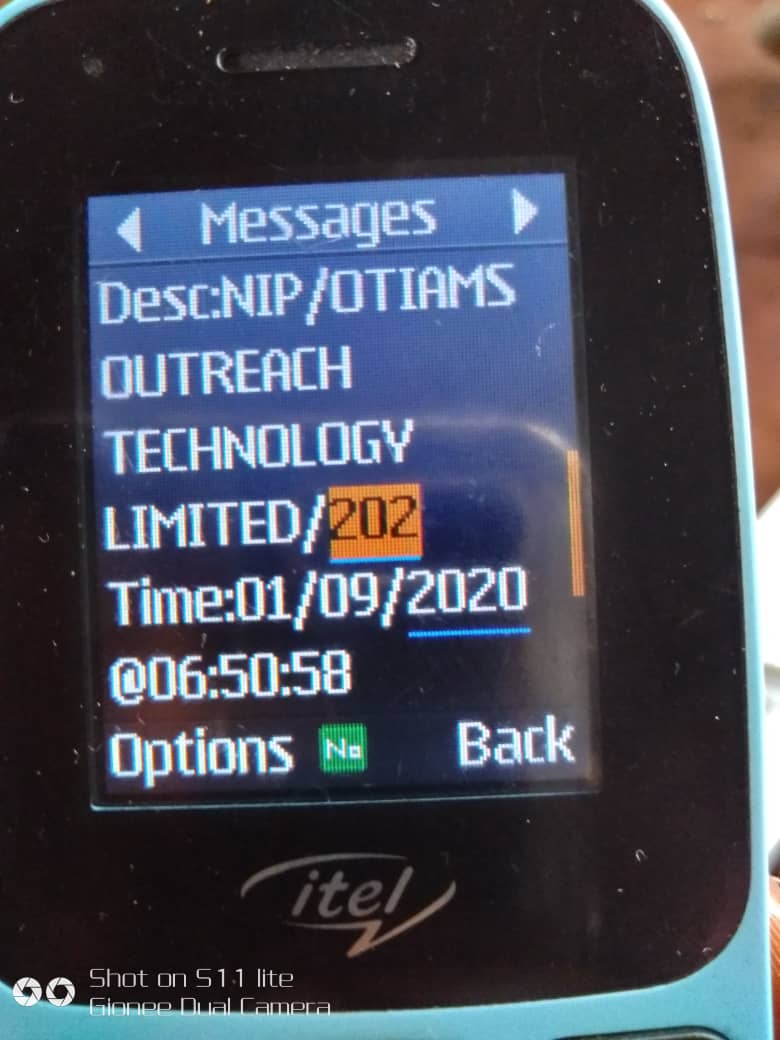 Messages
Desc:NIP/OTIAMS
OUTREACH
TECHNOLOGY
LIMITED/202
Time:01/09/2020
@06:50:58
Options No Back
itel
Shot on S11 lite
Gionee Dual Camera